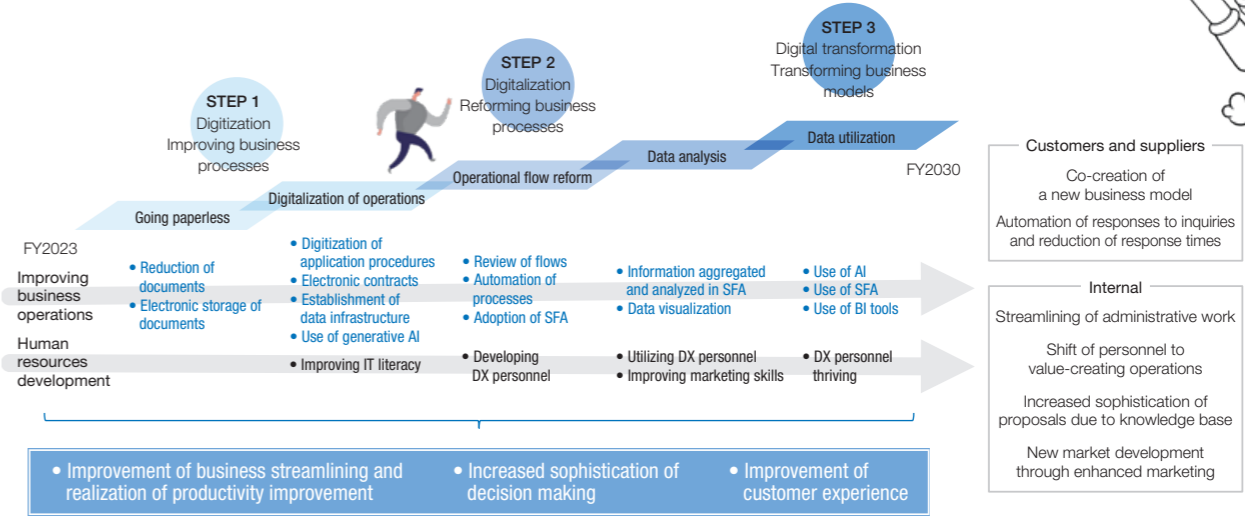 STEP 1
Digitization
Improving business
processes
STEP 2
Digitalization
Reforming business
processes
STEP 3
Digital transformation
Transforming business
models
Going paperless
Digitalization of operations
Operational flow reform
Data analysis
Data utilization
FY2023
FY2030
Improving
business
operations
• Reduction of
documents
• Electronic storage of
documents
• Digitization of
application procedures
• Electronic contracts
• Establishment of
data infrastructure
• Use of generative AI
• Review of flows
• Automation of
processes
• Adoption of SFA
• Information aggregated
and analyzed in SFA
• Data visualization
• Use of AI
• Use of SFA
• Use of BI tools
Human
resources
development
• Improving IT literacy
• Developing
DX personnel
• Utilizing DX personnel
• Improving marketing skills
• DX personnel
thriving
• Improvement of business streamlining and
realization of productivity improvement
• Increased sophistication of
decision making
• Improvement of
customer experience
Customers and suppliers
Co-creation of
a new business model
Automation of responses to inquiries
and reduction of response times
Internal
Streamlining of administrative work
Shift of personnel to
value-creating operations
Increased sophistication of
proposals due to knowledge base
New market development
through enhanced marketing